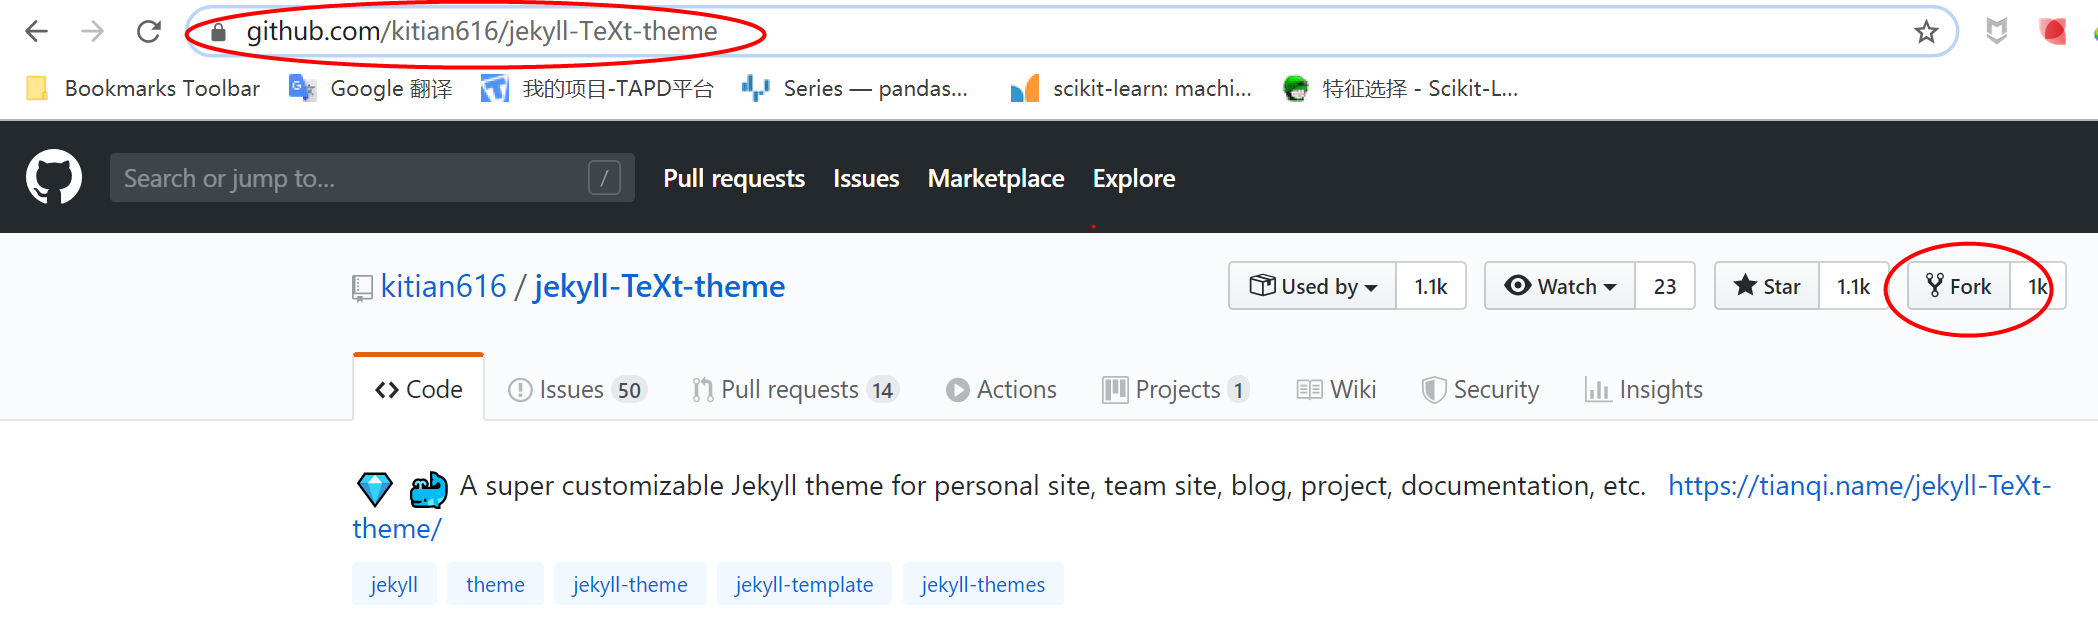 github.com/kitian616/jekyll-TeXt-theme
Bookmarks Toolbar Google 翻译 我的项目-TAPD平台 Series — pandas... scikit-learn: machi... 特征选择 - Scikit-L...
Search or jump to... / Pull requests Issues Marketplace Explore
kitian616 / jekyll-TeXt-theme Used by 1.1k Watch 23 Star 1.1k Fork 1k
Code Issues 50 Pull requests 14 Actions Projects 1 Wiki Security Insights
A super customizable Jekyll theme for personal site, team site, blog, project, documentation, etc. https://tianqi.name/jekyll-TeXt-
theme/
jekyll theme jekyll-theme jekyll-template jekyll-themes